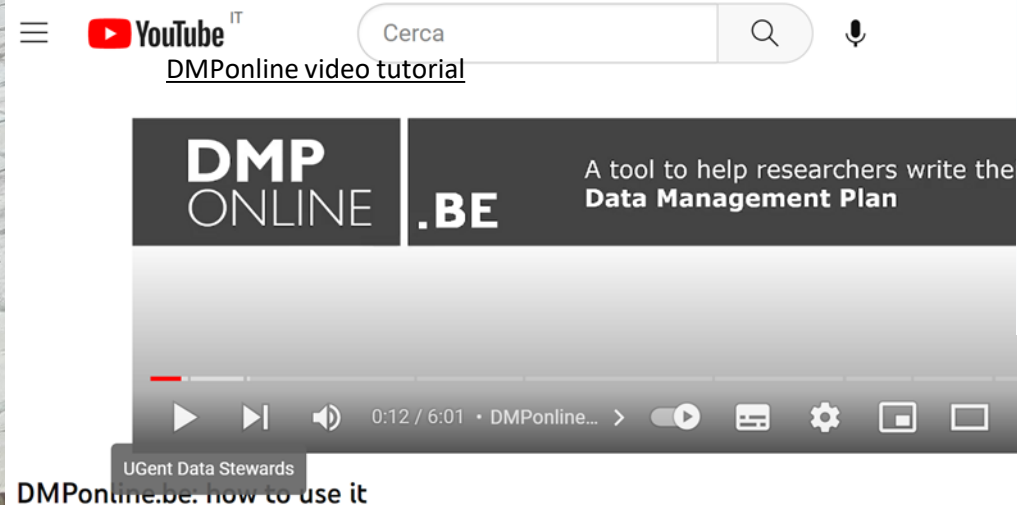 YouTube IT
Cerca
DMPonline video tutorial
DMP
ONLINE
.BE
A tool to help researchers write the
Data Management Plan
0:12 / 6:01 • DMPonline...
UGent Data Stewards
DMPonline.be: how to use it